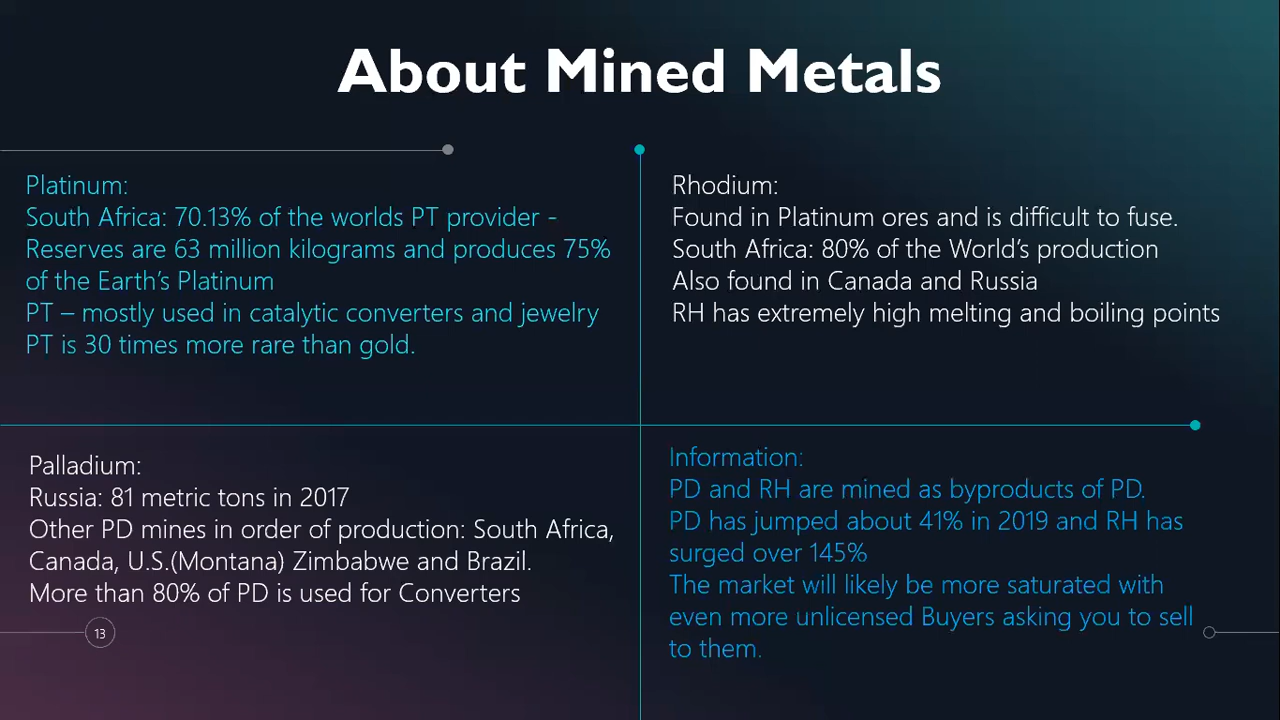 About Mined Metals
Platinum:
South Africa: 70.13% of the worlds PT provider -
Reserves are 63 million kilograms and produces 75%
of the Earth’s Platinum
PT – mostly used in catalytic converters and jewelry
PT is 30 times more rare than gold.
Rhodium:
Found in Platinum ores and is difficult to fuse.
South Africa: 80% of the World’s production
Also found in Canada and Russia
RH has extremely high melting and boiling points
Palladium:
Russia: 81 metric tons in 2017
Other PD mines in order of production: South Africa,
Canada, U.S.(Montana) Zimbabwe and Brazil.
More than 80% of PD is used for Converters
13
Information:
PD and RH are mined as byproducts of PD.
PD has jumped about 41% in 2019 and RH has
surged over 145%
The market will likely be more saturated with
even more unlicensed Buyers asking you to sell
to them.